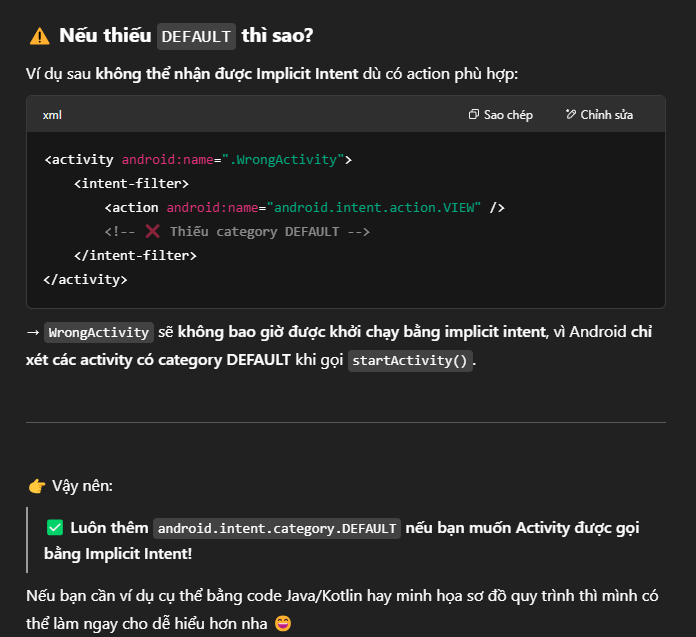 ⚠️ Nếu thiếu DEFAULT thì sao?
Ví dụ sau không thể nhận được Implicit Intent dù có action phù hợp:
xml Sao chép Chỉnh sửa
<activity android:name=".WrongActivity">
    <intent-filter>
        <action android:name="android.intent.action.VIEW" />
        <!-- ❌ Thiếu category DEFAULT -->
    </intent-filter>
</activity>
→ WrongActivity sẽ không bao giờ được khởi chạy bằng implicit intent, vì Android chỉ
xét các activity có category DEFAULT khi gọi startActivity().
👉 Vậy nên:
✅ Luôn thêm android.intent.category.DEFAULT nếu bạn muốn Activity được gọi
bằng Implicit Intent!
Nếu bạn cần ví dụ cụ thể bằng code Java/Kotlin hay minh họa sơ đồ quy trình thì mình có
thể làm ngay cho dễ hiểu hơn nha 😄